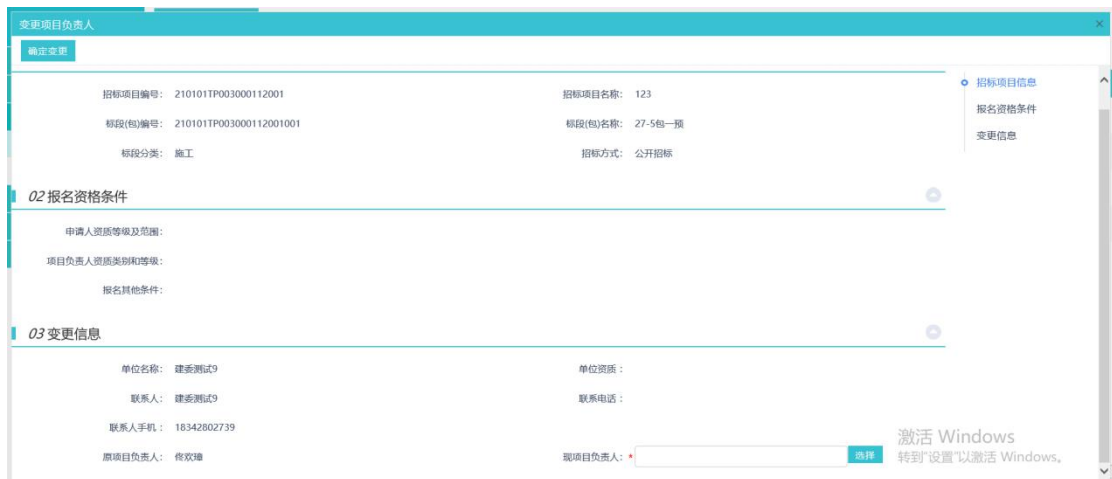 变更项目负责人 ×
确定变更
招标项目信息
报名资格条件
变更信息
招标项目编号： 210101TP003000112001 招标项目名称： 123
标段(包)编号： 210101TP003000112001001 标段(包)名称： 27-5包一预
标段分类： 施工 招标方式： 公开招标
02 报名资格条件
申请人资质等级及范围：
项目负责人资质类别和等级：
报名其他条件：
03 变更信息
单位名称： 建委测试9 单位资质：
联系人： 建委测试9 联系电话：
联系人手机： 18342802739
原项目负责人： 佟欢璋 现项目负责人：* 选择
激活 Windows
转到“设置”以激活 Windows。